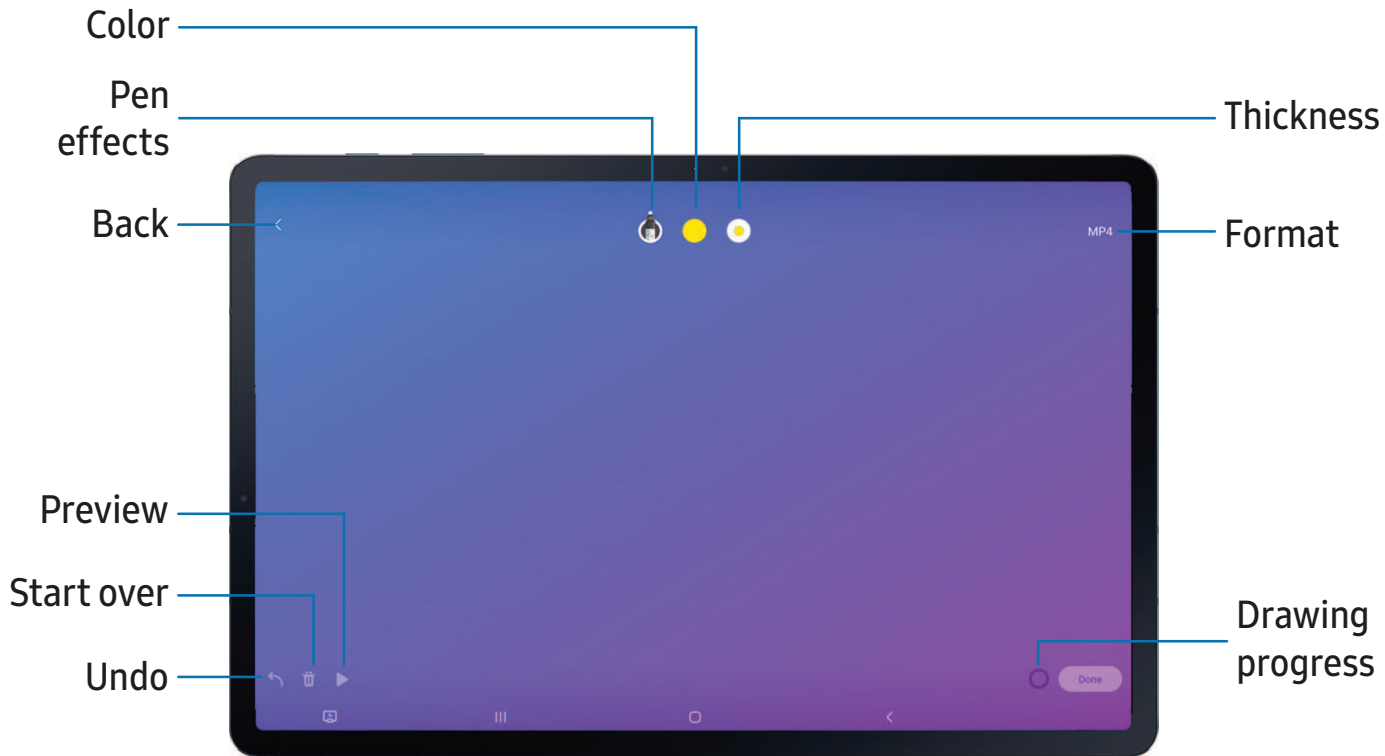 Color
Pen
effects
Thickness
Back
MP4
Format
Preview
Start over
Drawing
progress
Undo
Done